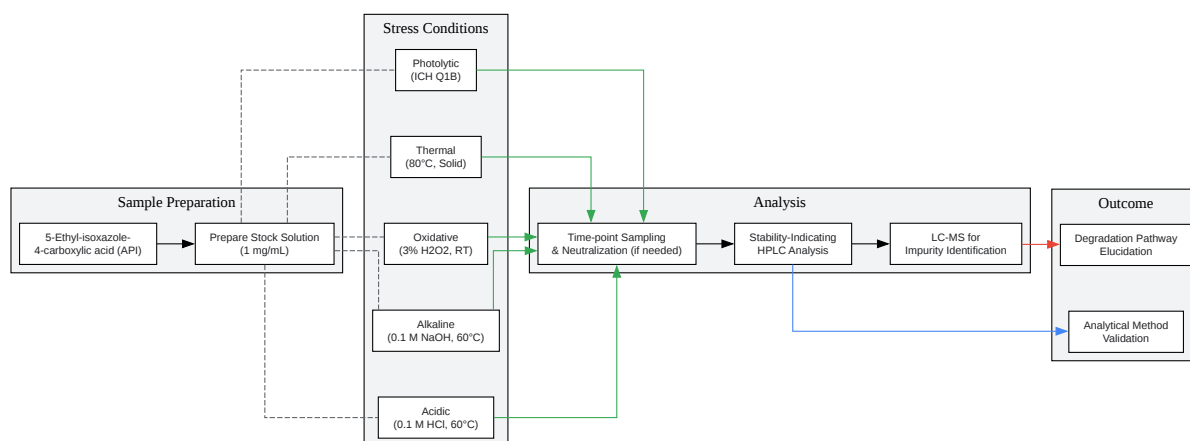 Stress Conditions
Photolytic
(ICH Q1B)
Thermal
(80°C, Solid)
Oxidative
(3% H2O2, RT)
Alkaline
(0.1 M NaOH, 60°C)
Acidic
(0.1 M HCl, 60°C)
Sample Preparation
5-Ethyl-isoxazole-
4-carboxylic acid (API)
Prepare Stock Solution
(1 mg/mL)
Analysis
Time-point Sampling
& Neutralization (if needed)
Stability-Indicating
HPLC Analysis
LC-MS for
Impurity Identification
Outcome
Degradation Pathway
Elucidation
Analytical Method
Validation